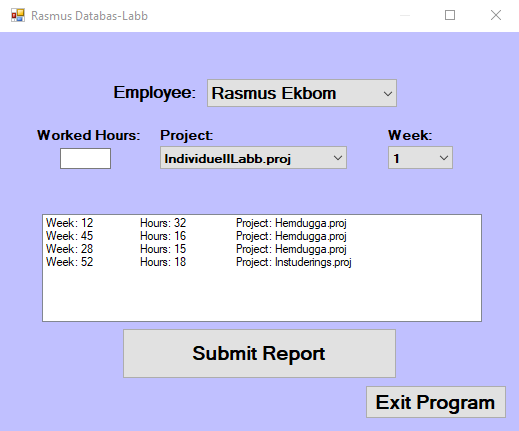 Rasmus Databas-Labb
Employee: Rasmus Ekbom
Worked Hours: Project: Week:
IndividuellLabb.proj 1
Week: 12 Hours: 32 Project: Hemdugga.proj
Week: 45 Hours: 16 Project: Hemdugga.proj
Week: 28 Hours: 15 Project: Hemdugga.proj
Week: 52 Hours: 18 Project: Instuderings.proj
Submit Report
Exit Program